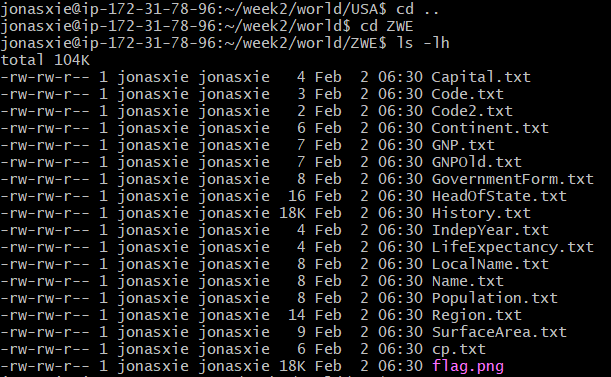 jonasxie@ip-172-31-78-96:~/week2/world/USA$ cd ..
jonasxie@ip-172-31-78-96:~/week2/world$ cd ZWE
jonasxie@ip-172-31-78-96:~/week2/world/ZWE$ ls -lh
total 104K
-rw-rw-r-- 1 jonasxie jonasxie   4 Feb  2 06:30 Capital.txt
-rw-rw-r-- 1 jonasxie jonasxie   3 Feb  2 06:30 Code.txt
-rw-rw-r-- 1 jonasxie jonasxie   2 Feb  2 06:30 Code2.txt
-rw-rw-r-- 1 jonasxie jonasxie   6 Feb  2 06:30 Continent.txt
-rw-rw-r-- 1 jonasxie jonasxie   7 Feb  2 06:30 GNP.txt
-rw-rw-r-- 1 jonasxie jonasxie   7 Feb  2 06:30 GNPOld.txt
-rw-rw-r-- 1 jonasxie jonasxie   8 Feb  2 06:30 GovernmentForm.txt
-rw-rw-r-- 1 jonasxie jonasxie  16 Feb  2 06:30 HeadOfState.txt
-rw-rw-r-- 1 jonasxie jonasxie 18K Feb  2 06:30 History.txt
-rw-rw-r-- 1 jonasxie jonasxie   4 Feb  2 06:30 IndepYear.txt
-rw-rw-r-- 1 jonasxie jonasxie   4 Feb  2 06:30 LifeExpectancy.txt
-rw-rw-r-- 1 jonasxie jonasxie   8 Feb  2 06:30 LocalName.txt
-rw-rw-r-- 1 jonasxie jonasxie   8 Feb  2 06:30 Name.txt
-rw-rw-r-- 1 jonasxie jonasxie   8 Feb  2 06:30 Population.txt
-rw-rw-r-- 1 jonasxie jonasxie  14 Feb  2 06:30 Region.txt
-rw-rw-r-- 1 jonasxie jonasxie   9 Feb  2 06:30 SurfaceArea.txt
-rw-rw-r-- 1 jonasxie jonasxie   6 Feb  2 06:30 cp.txt
-rw-rw-r-- 1 jonasxie jonasxie 18K Feb  2 06:30 flag.png